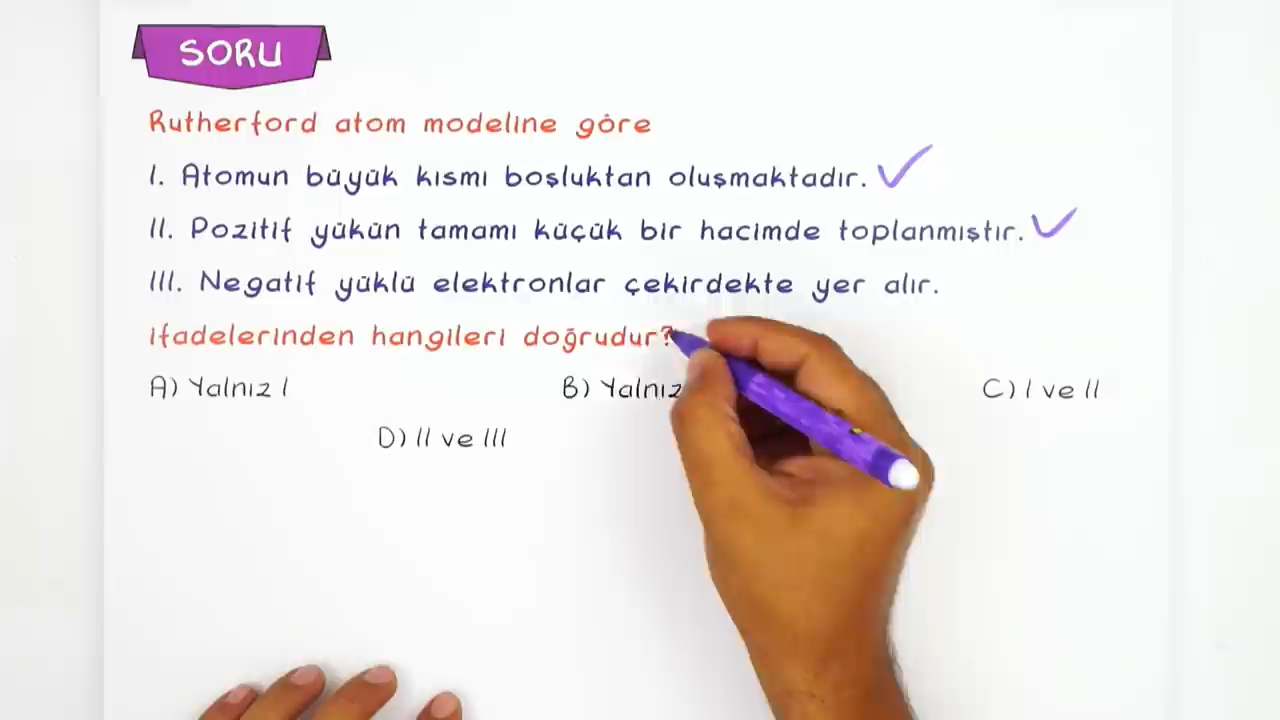 SORU
Rutherford atom modeline göre
I. Atomun büyük kısmı boşluktan oluşmaktadır.
II. Pozitif yükün tamamı küçük bir hacimde toplanmıştır.
III. Negatif yüklü elektronlar çekirdekte yer alır.
ifadelerinden hangileri doğrudur?
A) Yalnız I B) Yalnız C) I ve II
D) II ve III